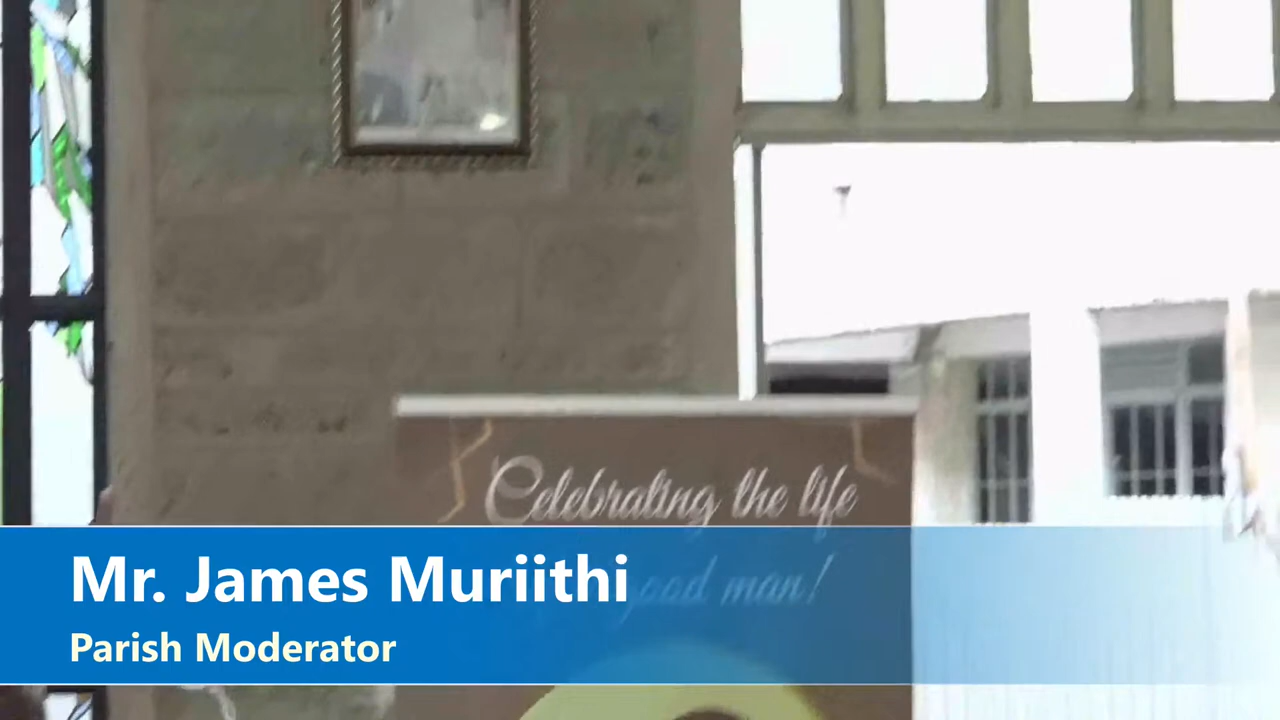 Celebrating the life
good man!
Mr. James Muriithi
Parish Moderator